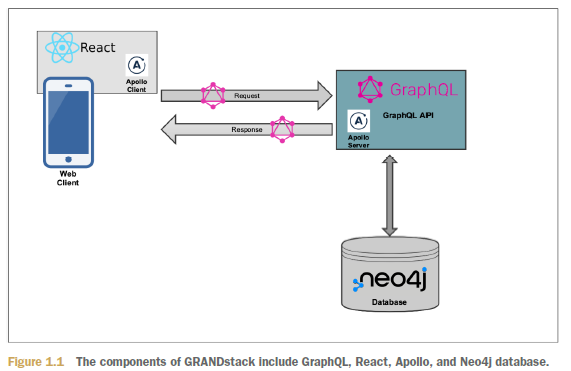 React
Apollo
Client
Web
Client
Request
Response
GraphQL
GraphQL API
Apollo
Server
neo4j
Database
Figure 1.1 The components of GRANDstack include GraphQL, React, Apollo, and Neo4j database.